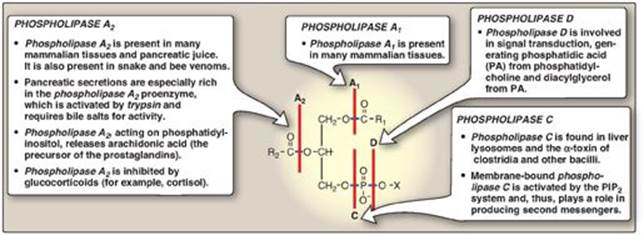 PHOSPHOLIPASE A2
• Phospholipase A2 is present in many
mammalian tissues and pancreatic juice.
It is also present in snake and bee venoms.
• Pancreatic secretions are especially rich
in the phospholipase A2 proenzyme,
which is activated by trypsin and
requires bile salts for activity.
• Phospholipase A2, acting on phosphatidyl-
inositol, releases arachidonic acid (the
precursor of the prostaglandins).
• Phospholipase A2 is inhibited by
glucocorticoids (for example, cortisol).
PHOSPHOLIPASE A1
• Phospholipase A1 is present
in many mammalian tissues.
PHOSPHOLIPASE D
• Phospholipase D is involved
in signal transduction, gen-
erating phosphatidic acid
(PA) from phosphatidyl-
choline and diacylglycerol
from PA.
PHOSPHOLIPASE C
• Phospholipase C is found in liver
lysosomes and the α-toxin of
clostridia and other bacilli.
• Membrane-bound phospho-
lipase C is activated by the PIP2
system and, thus, plays a role in
producing second messengers.
A1
A2
O
CH2-O-C-R1
O
D
R2-C-O-CH
O
CH2-O-P-O-X
O-
C